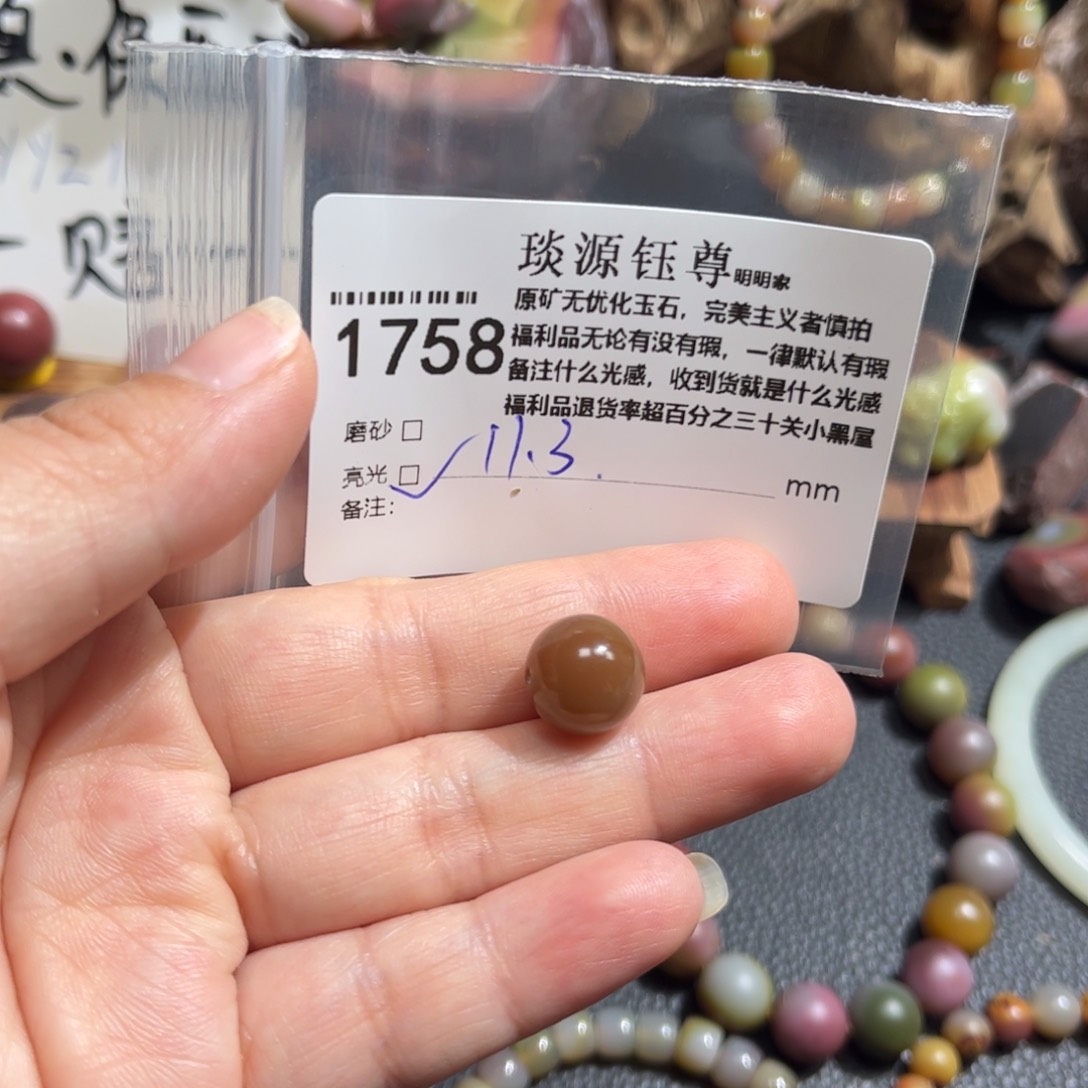 琰源钰尊明明家
原矿无优化玉石，完美主义者慎拍
1758
福利品无论有没有瑕，一律默认有瑕
备注什么光感，收到货就是什么光感
福利品退货率超百分之三十关小黑屋
磨砂 □
亮光 □ ✓ 11.3 mm
备注：